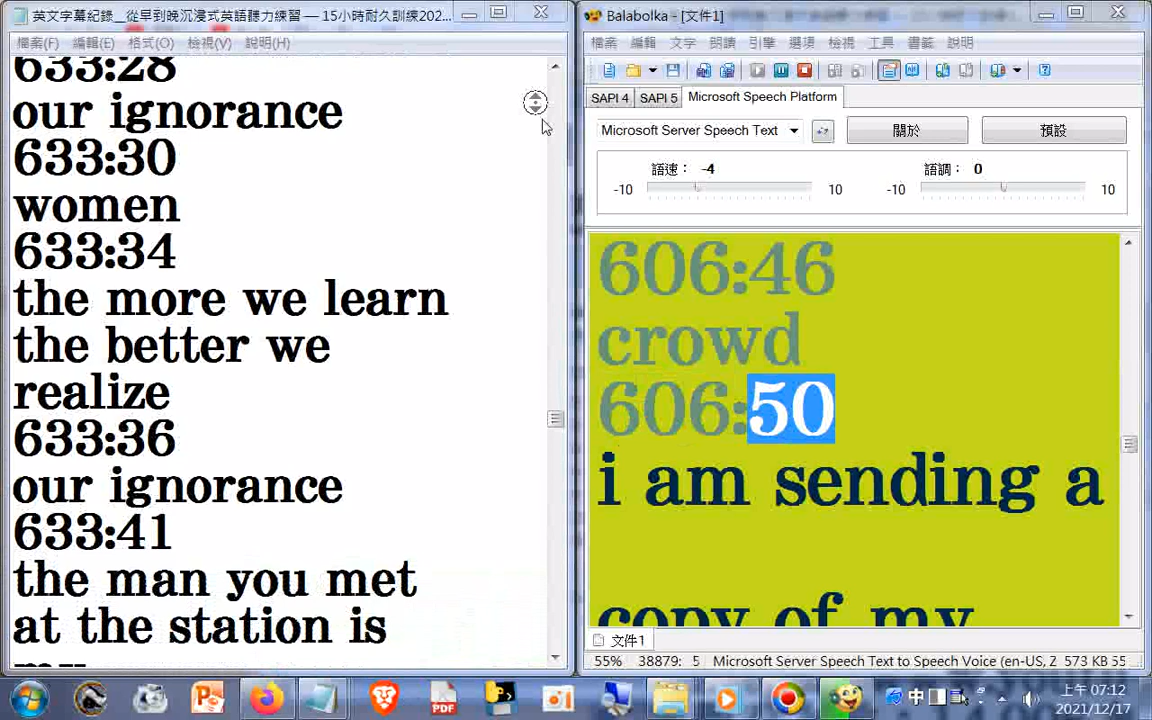 英文字幕紀錄__從早到晚沉浸式英語聽力練習 — 15小時耐久訓練202...
檔案(F) 編輯(E) 格式(O) 檢視(V) 說明(H)
633:28
our ignorance
633:30
women
633:34
the more we learn
the better we
realize
633:36
our ignorance
633:41
the man you met
at the station is
my
Balabolka - [文件1]
檔案 編輯 文字 朗讀 引擎 選項 檢視 工具 書籤 說明
SAPI 4 SAPI 5 Microsoft Speech Platform
Microsoft Server Speech Text 關於 預設
語速： -4 語調： 0
-10 10 -10 10
606:46
crowd
606:50
i am sending a
copy of my
文件1
55% 38879: 5 Microsoft Server Speech Text to Speech Voice (en-US, 2 573 KB 55
中
上午 07:12
2021/12/17